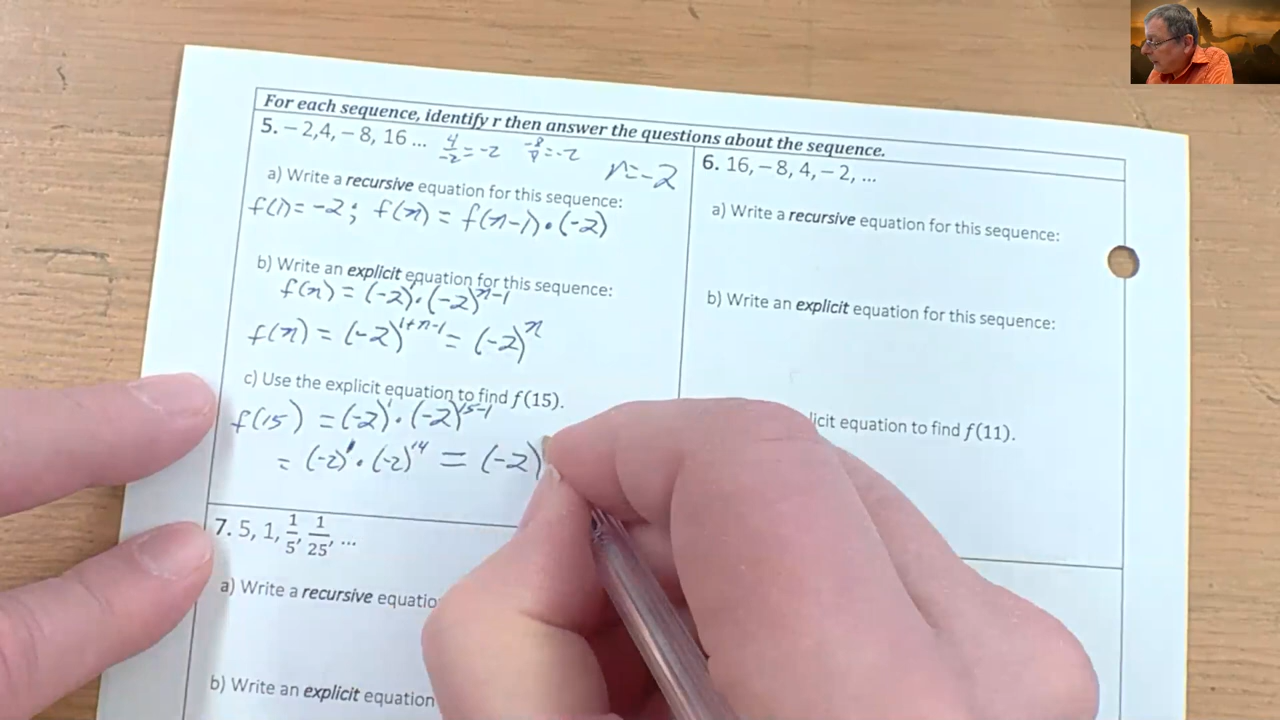 For each sequence, identify r then answer the questions about the sequence.
5. −2,4, −8, 16 ... 4/-2 = -2 -8/4 = -2 r = -2
a) Write a recursive equation for this sequence:
f(1) = -2; f(n) = f(n-1)·(-2)
b) Write an explicit equation for this sequence:
f(n) = (-2)·(-2)^n-1
f(n) = (-2)^1+n-1 = (-2)^n
c) Use the explicit equation to find f(15).
f(15) = (-2)^1·(-2)^15-1
= (-2)^1·(-2)^14 = (-2)
6. 16, −8, 4, −2, ...
a) Write a recursive equation for this sequence:
b) Write an explicit equation for this sequence:
licit equation to find f(11).
7. 5, 1, 1/5, 1/25, ...
a) Write a recursive equatio
b) Write an explicit equation